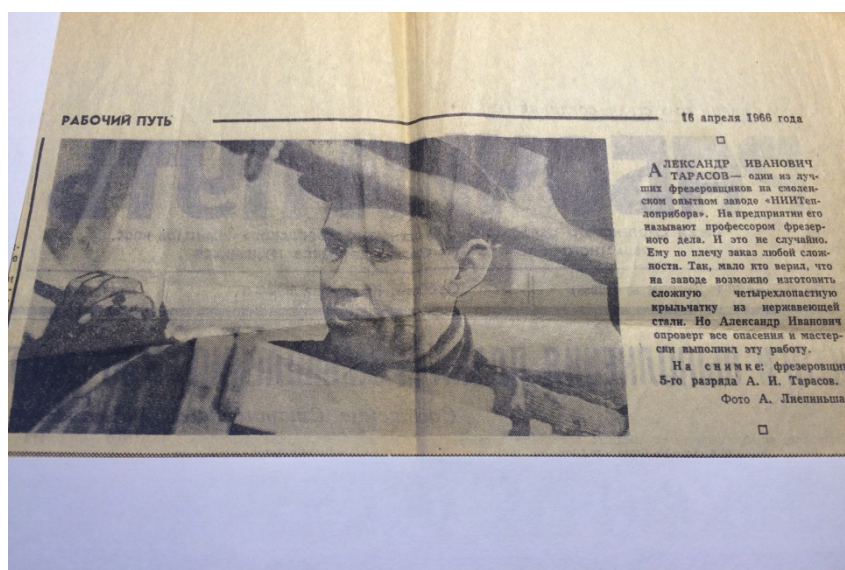 РАБОЧИЙ ПУТЬ
16 апреля 1966 года
АЛЕКСАНДР ИВАНОВИЧ
ТАРАСОВ— один из луч-
ших фрезеровщиков на смолен-
ском опытном заводе «НИИТеп-
лоприбора». На предприятии его
называют профессором фрезер-
ного дела. И это не случайно.
Ему по плечу заказ любой слож-
ности. Так, мало кто верил, что
на заводе возможно изготовить
сложную четырехлопастную
крыльчатку из нержавеющей
стали. Но Александр Иванович
опроверг все опасения и мастер-
ски выполнил эту работу.
На снимке: фрезеровщик
5-го разряда А. И. Тарасов.
Фото А. Лиепиньша